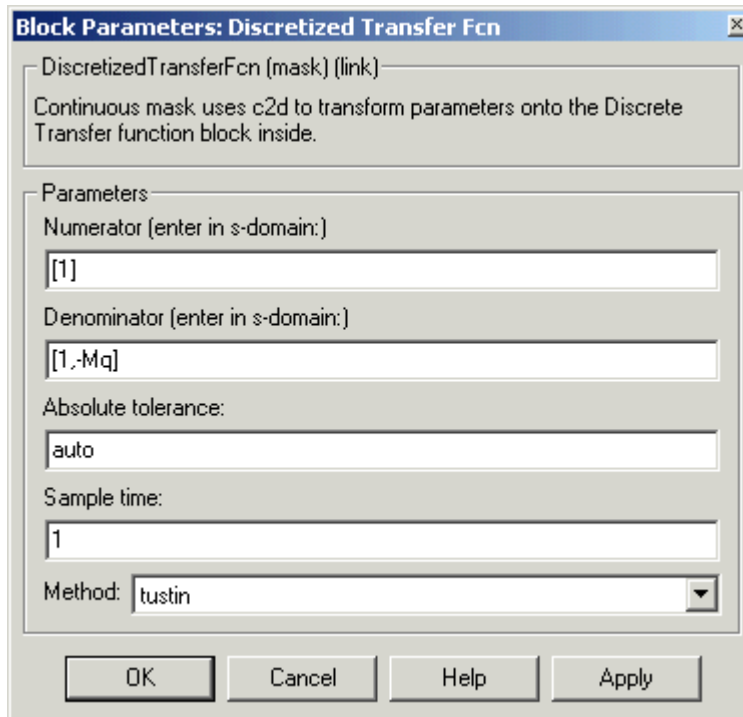 Block Parameters: Discretized Transfer Fcn
DiscretizedTransferFcn (mask) (link)
Continuous mask uses c2d to transform parameters onto the Discrete
Transfer function block inside.
Parameters
Numerator (enter in s-domain:)
[1]
Denominator (enter in s-domain:)
[1,-Mq]
Absolute tolerance:
auto
Sample time:
1
Method: tustin
OK Cancel Help Apply